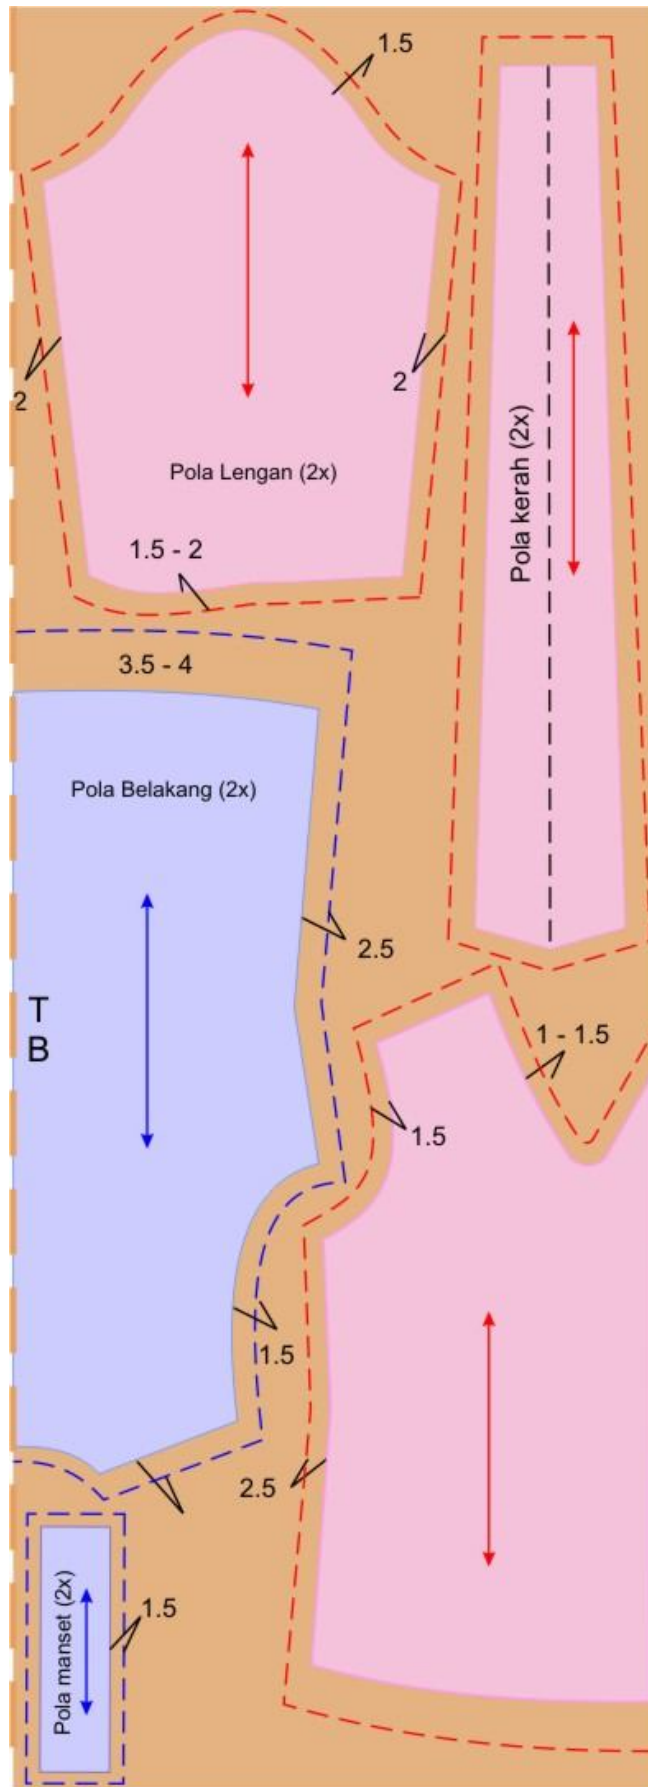 1.5
2
2
Pola Lengan (2x)
Pola kerah (2x)
1.5 - 2
3.5 - 4
Pola Belakang (2x)
2.5
T
B
1 - 1.5
1.5
1.5
2.5
1.5
Pola manset (2x)